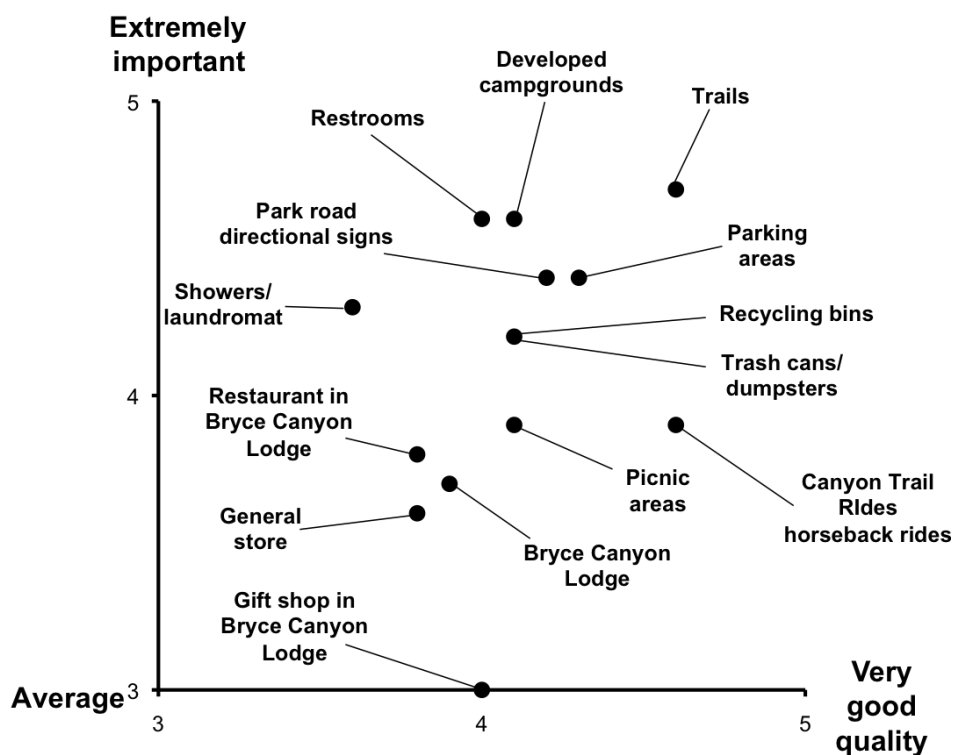 Extremely
important
5
Developed
campgrounds
Trails
Restrooms
Park road
directional signs
Parking
areas
Showers/
laundromat
Recycling bins
Trash cans/
dumpsters
4
Restaurant in
Bryce Canyon
Lodge
Picnic
areas
Canyon Trail
RIdes
horseback rides
General
store
Bryce Canyon
Lodge
Gift shop in
Bryce Canyon
Lodge
Average
3
3
4
5
Very
good
quality